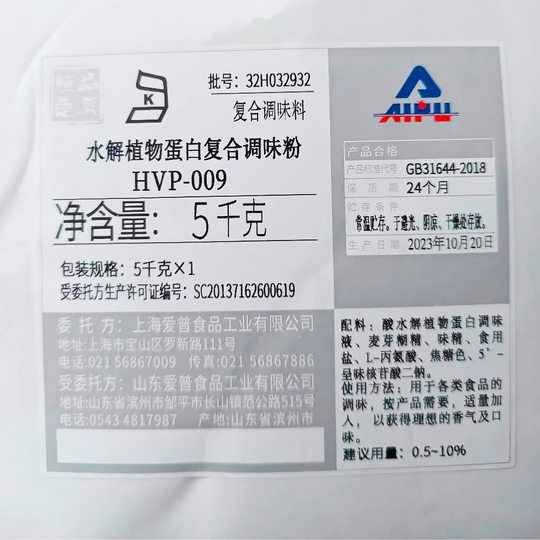 恒品
定质
K
批号：32H032932
复合调味料
AIPU
水解植物蛋白复合调味粉
HVP-009
净含量：5千克
包装规格：5千克×1
受委托方生产许可证编号：SC20137162600619
产品合格
产品标准代号 GB31644-2018
保质期 24个月
贮存条件
常温贮存。于避光、阴凉、干燥处存放。
生产日期 2023年10月20日
委托方：上海爱普食品工业有限公司
地址：上海市宝山区罗新路111号
电话：021 56867009 传真：021 56867886
受委托方：山东爱普食品工业有限公司
地址：山东省滨州市邹平市长山镇范公路515号
电话：0543 4817987 产地：山东省滨州市
配料：酸水解植物蛋白调味
液、麦芽糊精、味精、食用
盐、L-丙氨酸、焦糖色、5’-
呈味核苷酸二钠。
使用方法：用于各类食品的
调味，按产品需要，适量加
入，以获得理想的香气及口
味。
建议用量：0.5~10%